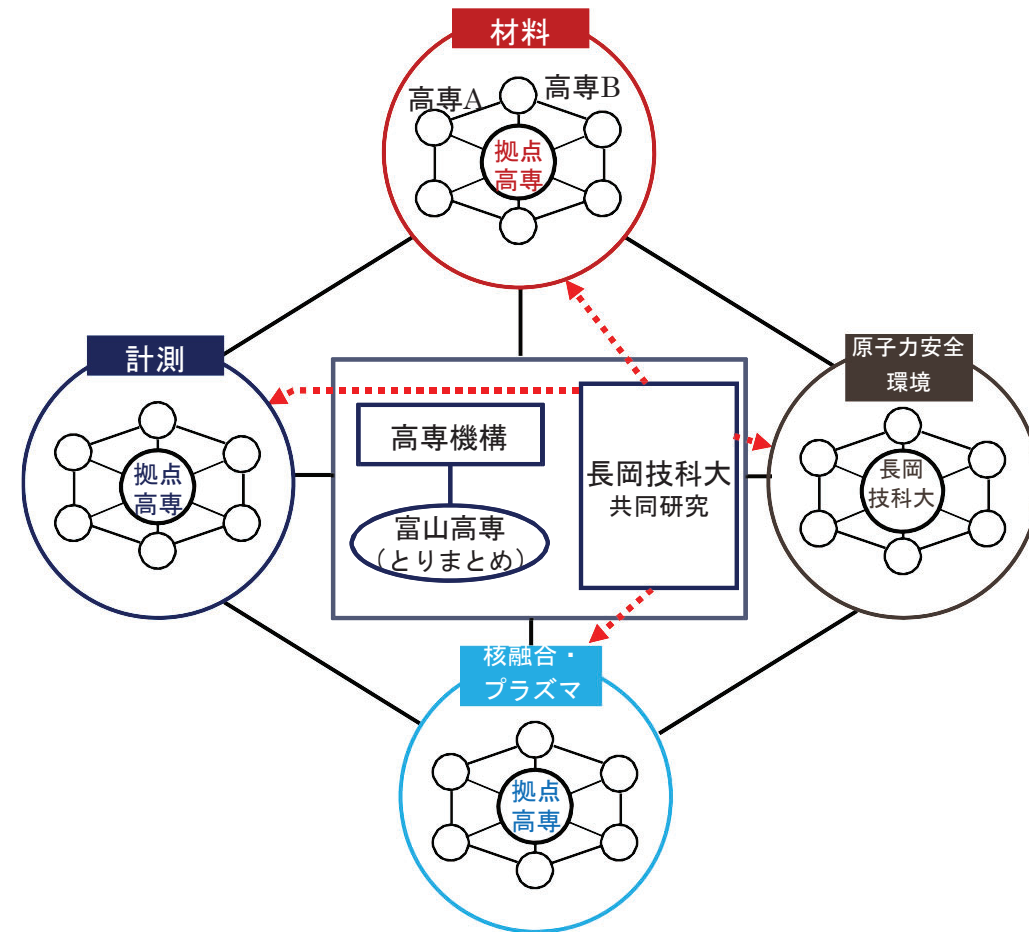 材料
高専A
高専B
拠点
高専
計測
拠点
高専
高専機構
富山高専
(とりまとめ)
長岡技科大
共同研究
原子力安全
環境
長岡
技科大
核融合・
プラズマ
拠点
高専